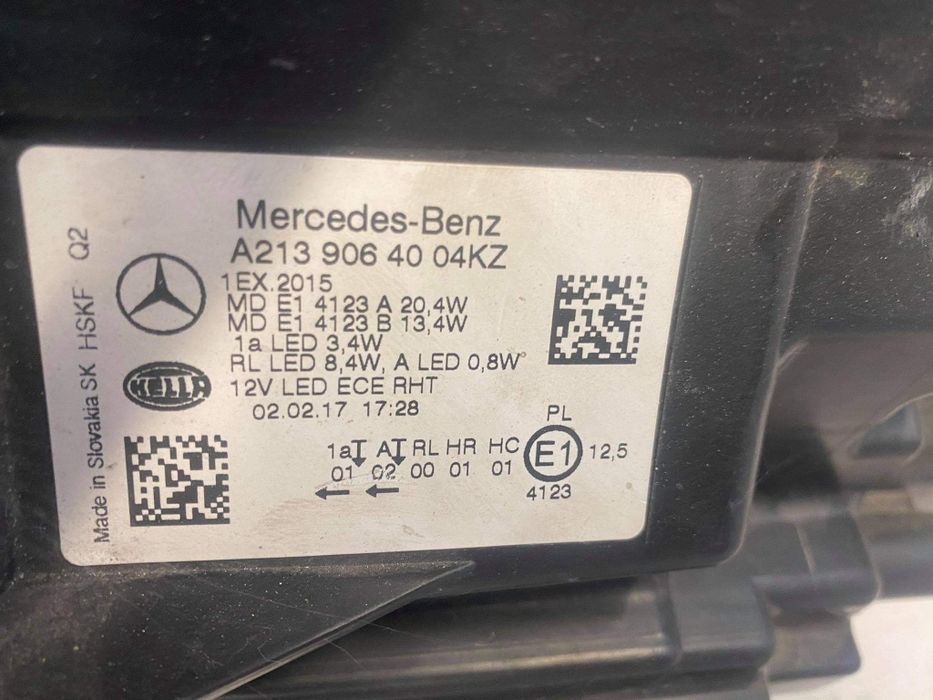 Mercedes-Benz
A213 906 40 04KZ
1EX.2015
MD E1 4123 A 20,4W
MD E1 4123 B 13,4W
1a LED 3,4W
RL LED 8,4W, A LED 0,8W
12V LED ECE RHT
02.02.17 17:28
HELLA
Made in Slovakia SK HSKF Q2
PL
1aT AT RL HR HC E1 12,5
01 02 00 01 01
← ←
4123